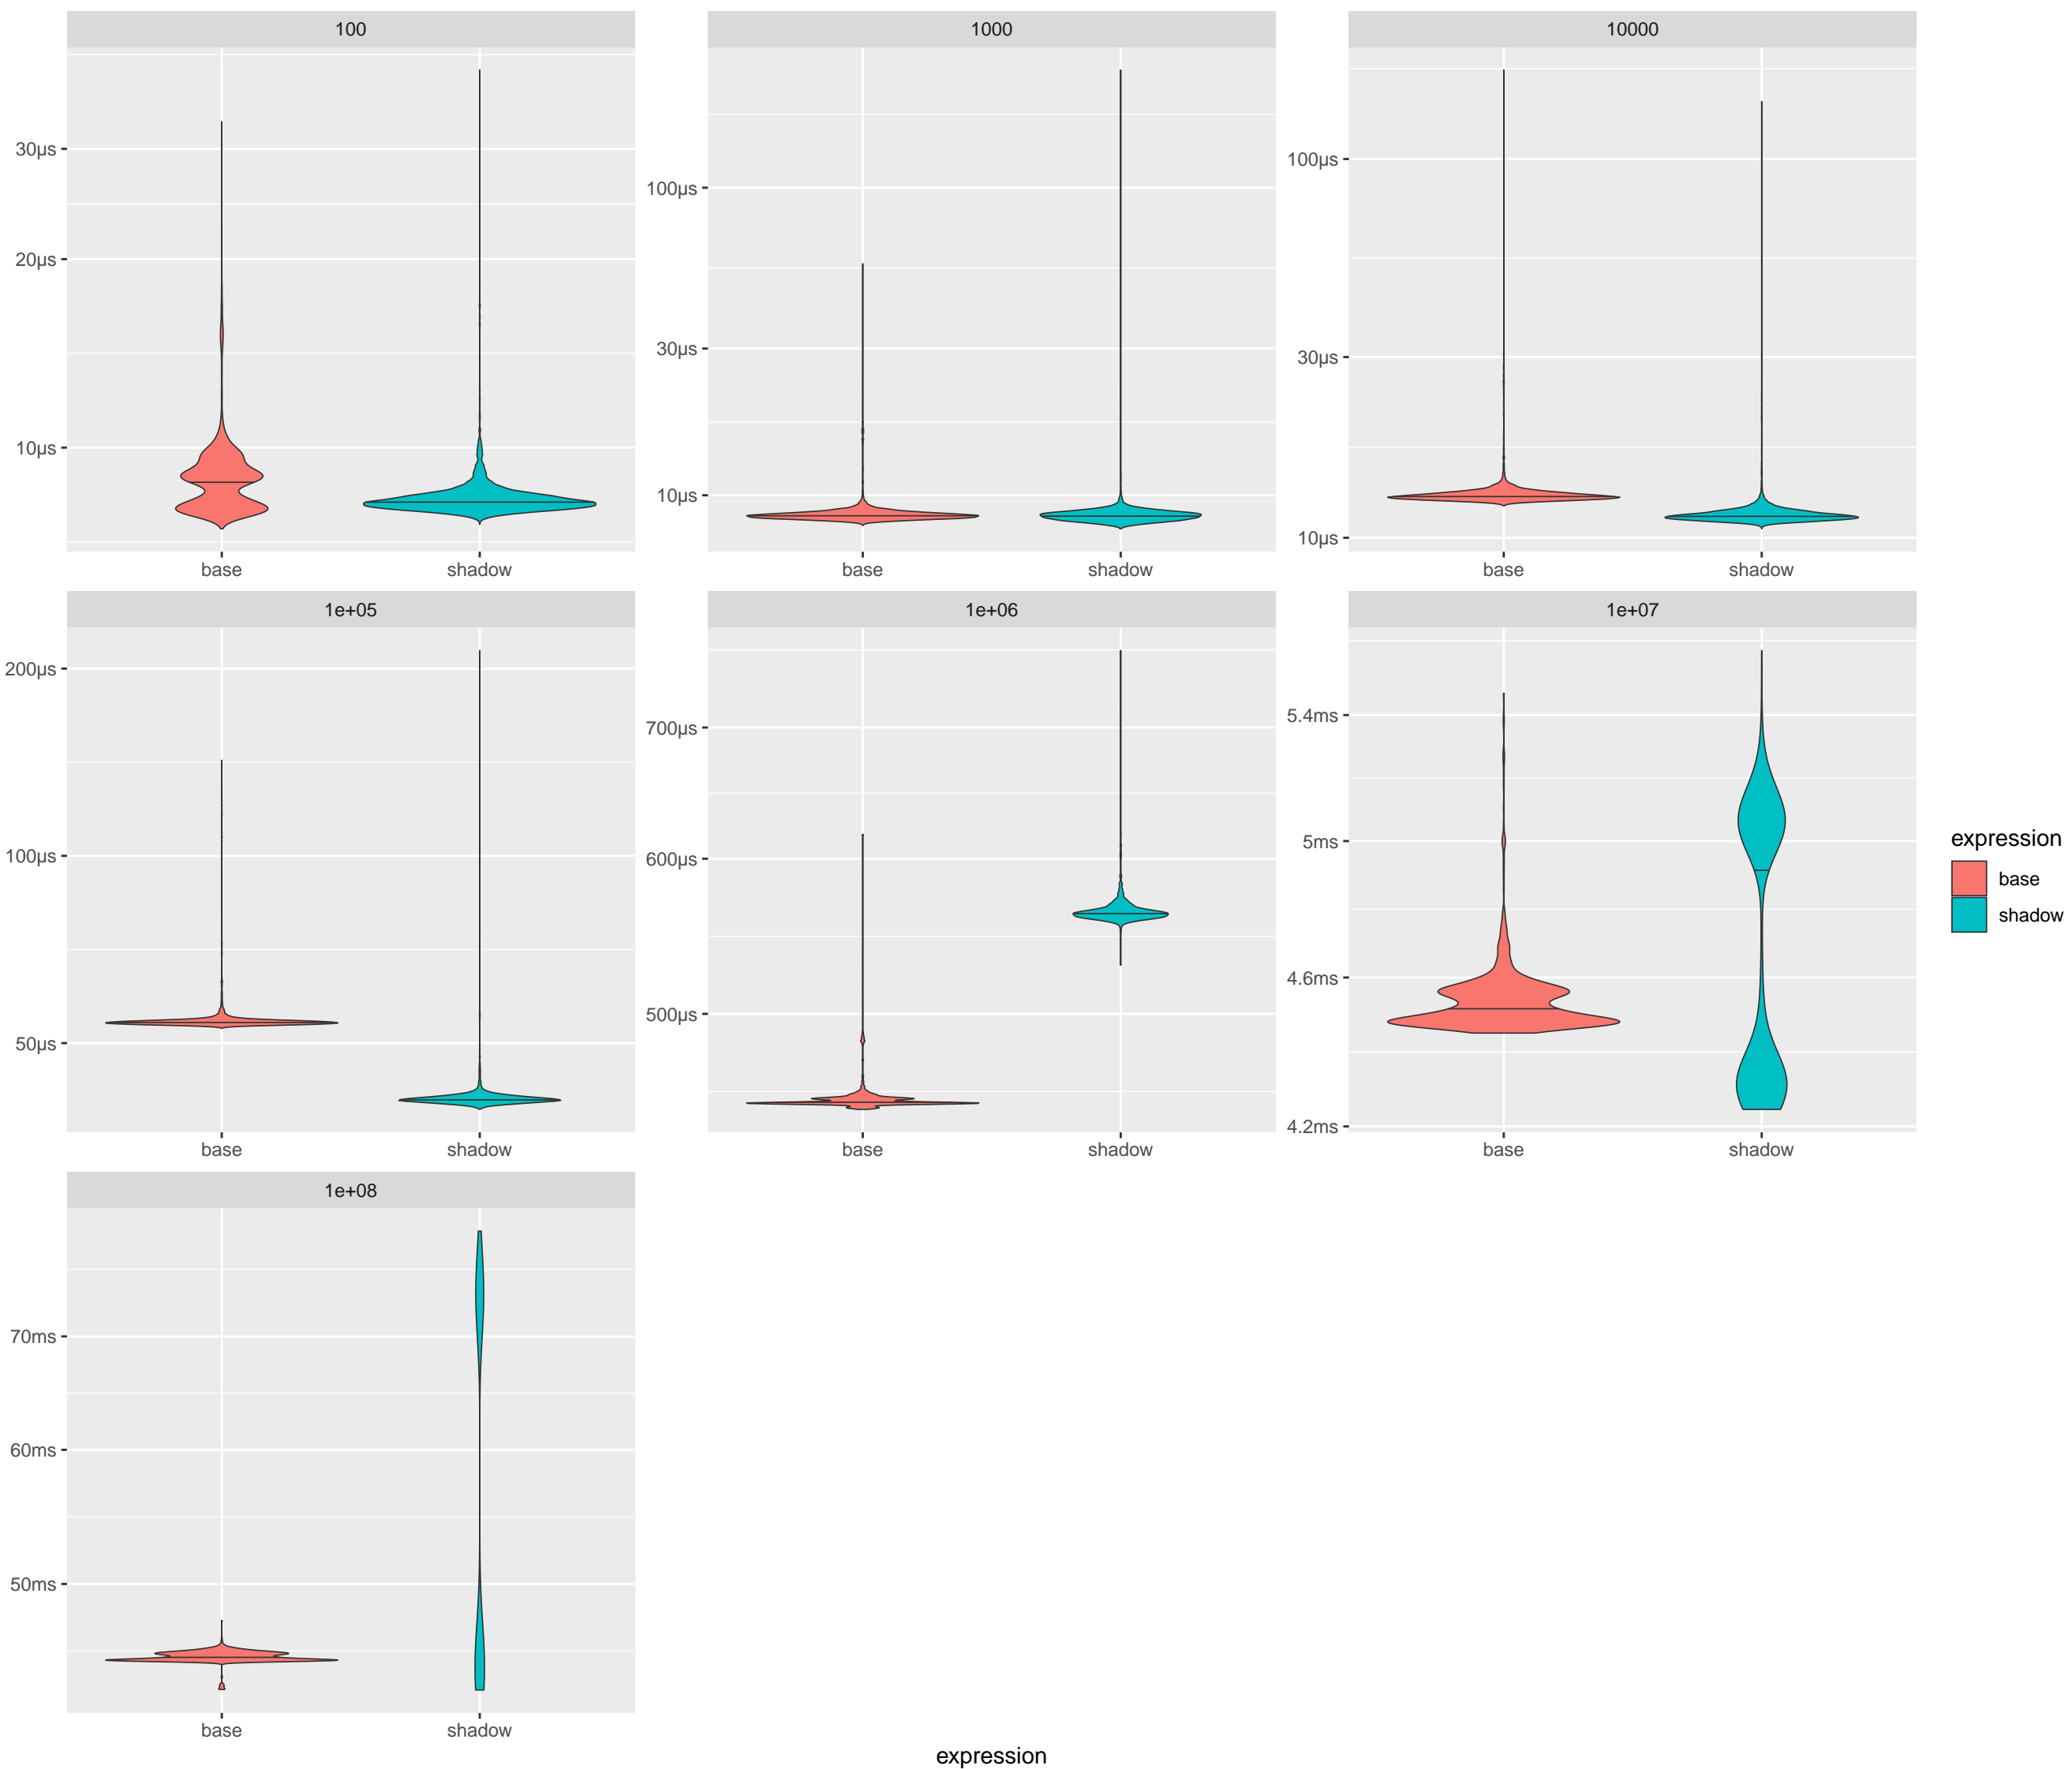 100
1000
10000
30µs
20µs
10µs
100µs
30µs
10µs
100µs
30µs
10µs
base
shadow
base
shadow
base
shadow
1e+05
1e+06
1e+07
200µs
100µs
50µs
700µs
600µs
500µs
5.4ms
5ms
4.6ms
4.2ms
base
shadow
base
shadow
base
shadow
expression
base
shadow
1e+08
70ms
60ms
50ms
base
shadow
expression